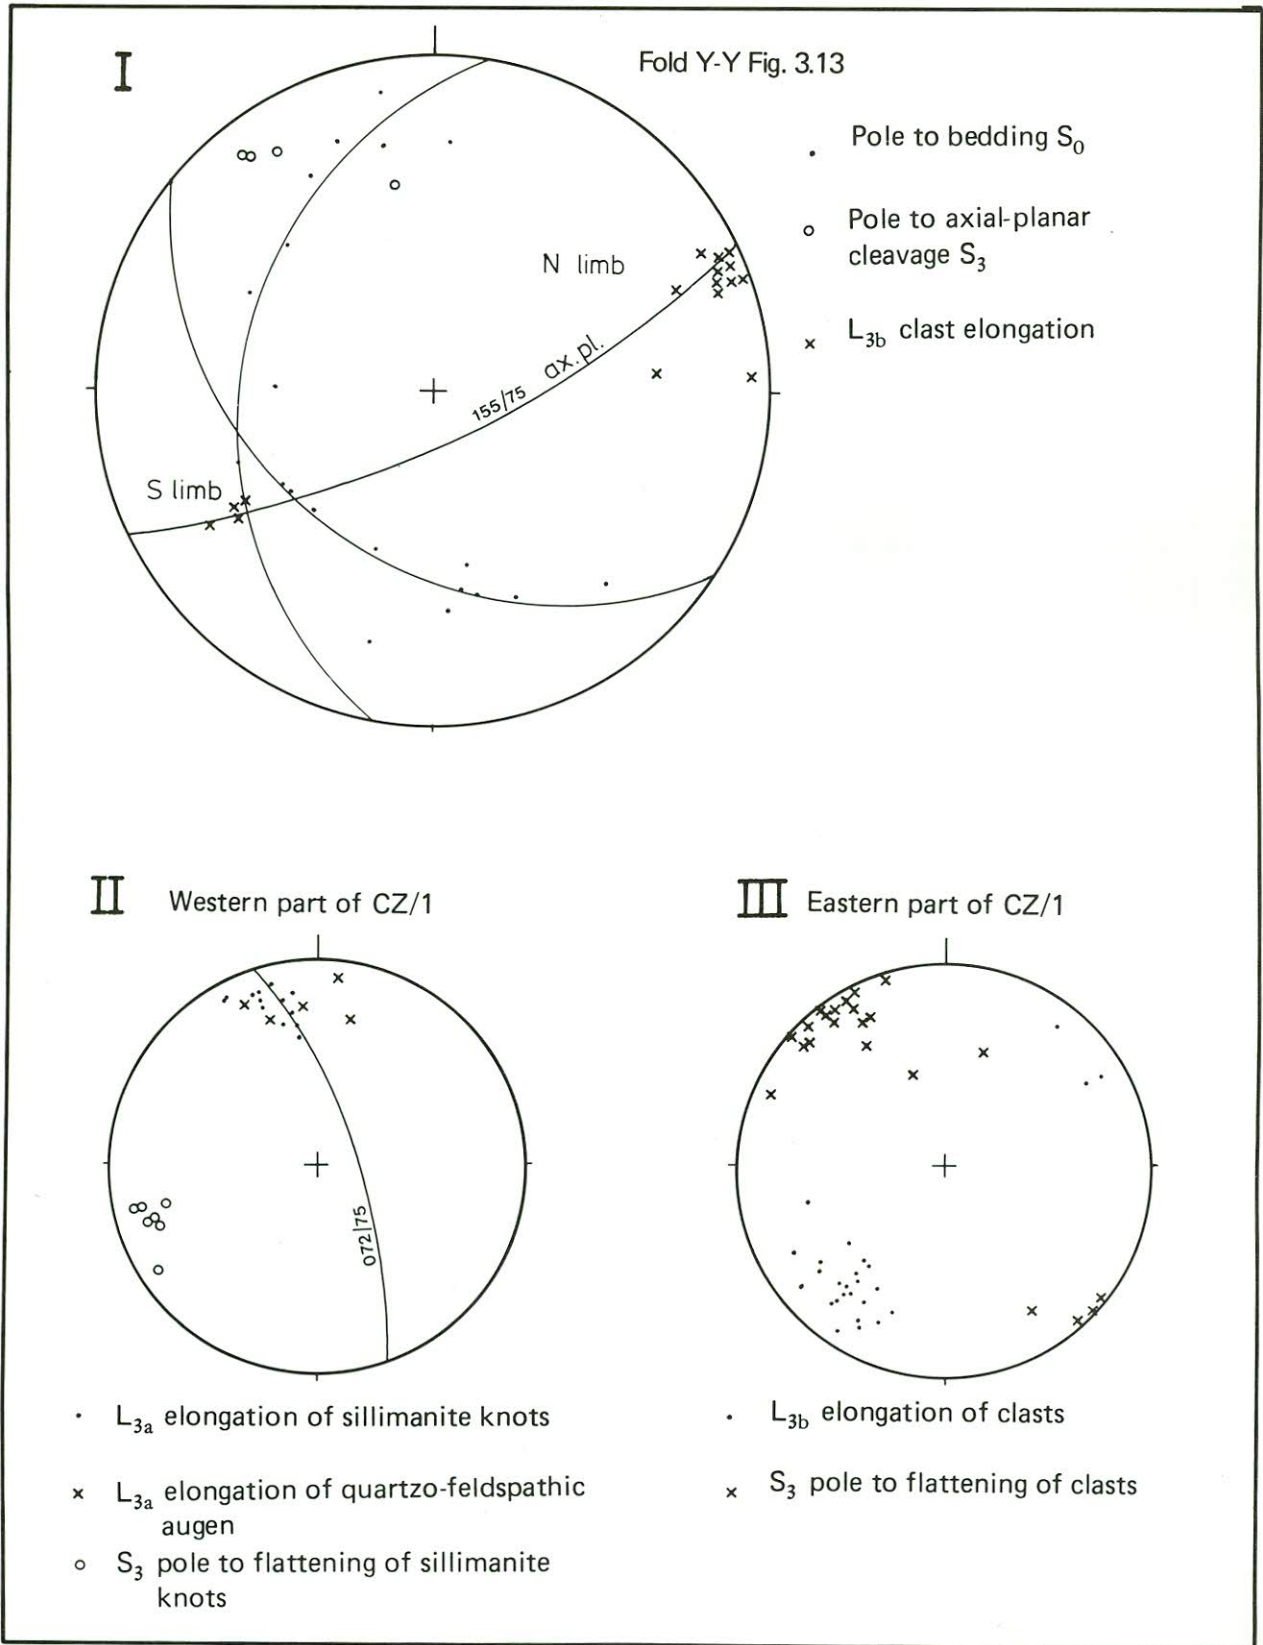 I
Fold Y-Y Fig. 3.13
Pole to bedding S₀
Pole to axial-planar
cleavage S₃
L₃b clast elongation
N limb
ax.pl.
155/75
S limb
II
Western part of CZ/1
072/75
L₃a elongation of sillimanite knots
L₃a elongation of quartzo-feldspathic
augen
S₃ pole to flattening of sillimanite
knots
III
Eastern part of CZ/1
L₃b elongation of clasts
S₃ pole to flattening of clasts